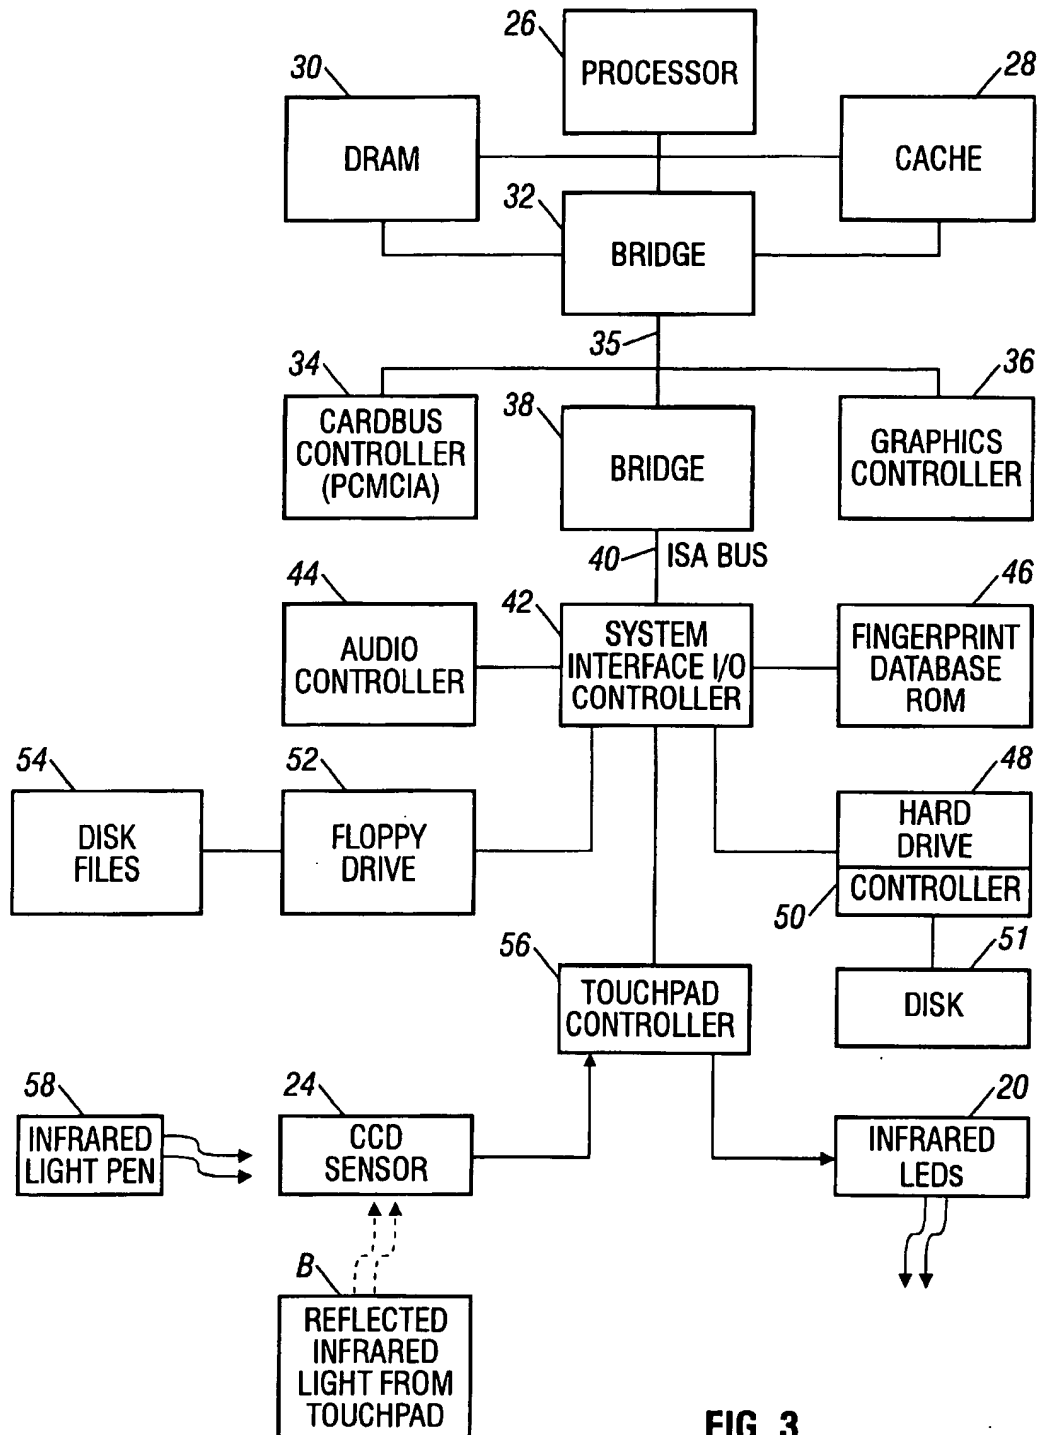 26
PROCESSOR
30
DRAM
28
CACHE
32
BRIDGE
35
34
CARDBUS
CONTROLLER
(PCMCIA)
38
BRIDGE
36
GRAPHICS
CONTROLLER
40
ISA BUS
44
AUDIO
CONTROLLER
42
SYSTEM
INTERFACE I/O
CONTROLLER
46
FINGERPRINT
DATABASE
ROM
54
DISK
FILES
52
FLOPPY
DRIVE
48
HARD
DRIVE
CONTROLLER
50
51
DISK
56
TOUCHPAD
CONTROLLER
58
INFRARED
LIGHT PEN
24
CCD
SENSOR
20
INFRARED
LEDs
B
REFLECTED
INFRARED
LIGHT FROM
TOUCHPAD
FIG. 3